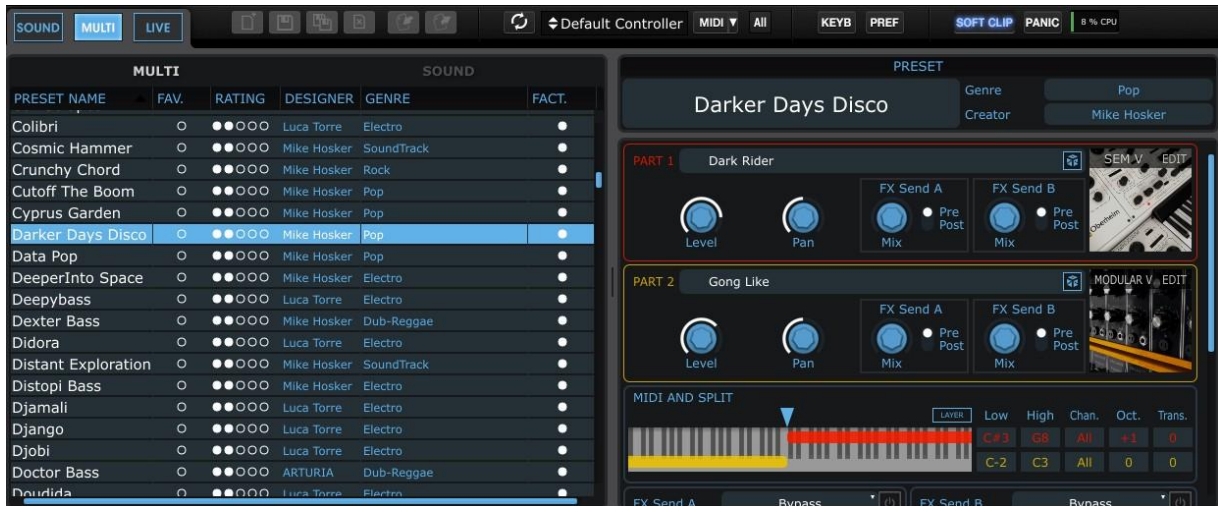 SOUND MULTI LIVE Default Controller MIDI ▼ All KEYB PREF SOFT CLIP PANIC 8 % CPU
MULTI SOUND
PRESET NAME FAV. RATING DESIGNER GENRE FACT.
Colibri Luca Torre Electro
Cosmic Hammer Mike Hosker SoundTrack
Crunchy Chord Mike Hosker Rock
Cutoff The Boom Mike Hosker Pop
Cyprus Garden Mike Hosker Pop
Darker Days Disco Mike Hosker Pop
Data Pop Mike Hosker Pop
DeeperInto Space Mike Hosker Electro
Deepybass Luca Torre Electro
Dexter Bass Mike Hosker Dub-Reggae
Didora Luca Torre Electro
Distant Exploration Mike Hosker SoundTrack
Distopi Bass Mike Hosker Electro
Djamali Luca Torre Electro
Django Luca Torre Electro
Djobi Luca Torre Electro
Doctor Bass ARTURIA Dub-Reggae
Doudida Luca Torre Electro
PRESET
Darker Days Disco
Genre Pop
Creator Mike Hosker
PART 1 Dark Rider SEM V EDIT
FX Send A FX Send B
Pre Pre
Post Post
Level Pan Mix Mix
Oberheim
PART 2 Gong Like MODULAR V EDIT
FX Send A FX Send B
Pre Pre
Post Post
Level Pan Mix Mix
MIDI AND SPLIT
LAYER Low High Chan. Oct. Trans.
C#3 G8 All +1 0
C-2 C3 All 0 0
FX Send A Bypass FX Send B Bypass